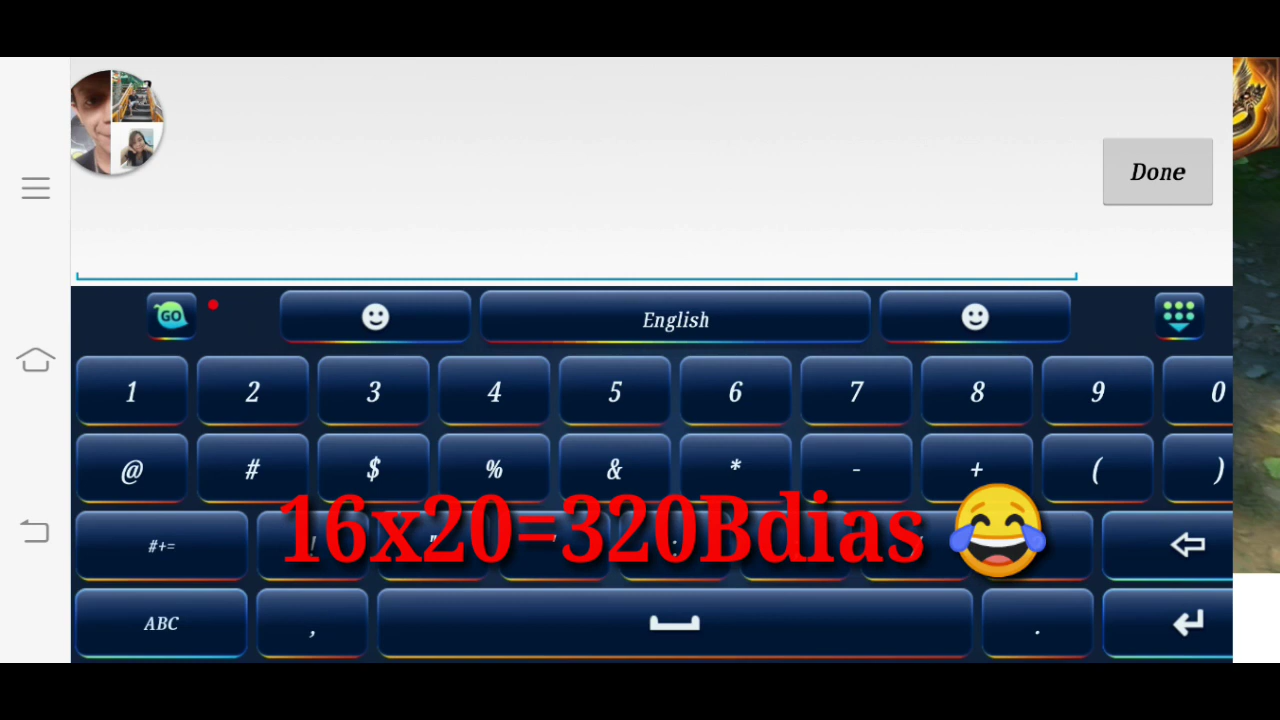 Done
GO
English
1 2 3 4 5 6 7 8 9 0
@ # $ % & * - + ( )
16x20=320Bdias 😂
#+= !
ABC , .